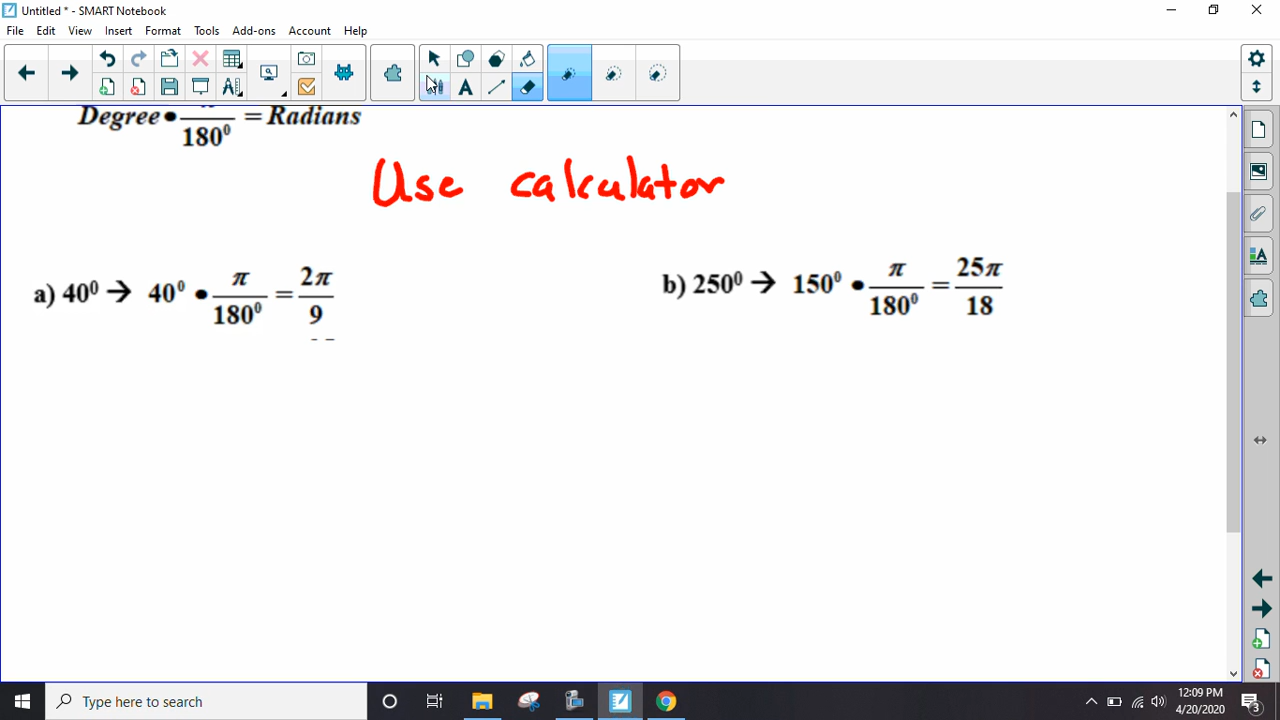 Untitled * - SMART Notebook
File Edit View Insert Format Tools Add-ons Account Help
Degree • π/180⁰ = Radians
Use calculator
a) 40⁰ → 40⁰ • π/180⁰ = 2π/9
b) 250⁰ → 150⁰ • π/180⁰ = 25π/18
Type here to search
12:09 PM
4/20/2020
3